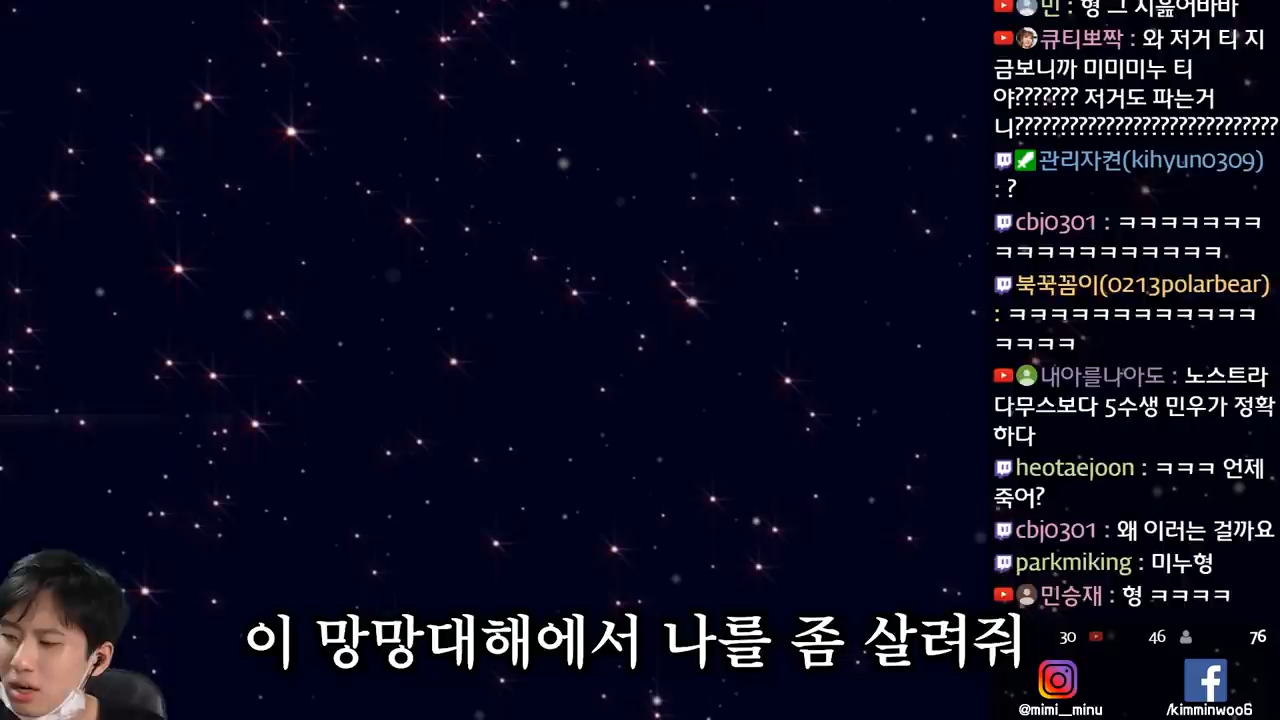 민 : 형 그 시읊어바바
큐티뽀짝 : 와 저거 티 지
금보니까 미미미누 티
야??????? 저거도 파는거
니?????????????????????????????
관리자켠(kihyun0309)
: ?
cbj0301 : ㅋㅋㅋㅋㅋㅋㅋ
ㅋㅋㅋㅋㅋㅋㅋㅋㅋㅋㅋ
북꾹꼼이(0213polarbear)
: ㅋㅋㅋㅋㅋㅋㅋㅋㅋㅋㅋㅋ
ㅋㅋㅋㅋ
내아를나아도 : 노스트라
다무스보다 5수생 민우가 정확
하다
heotaejoon : ㅋㅋㅋ 언제
죽어?
cbj0301 : 왜 이러는 걸까요
parkmiking : 미누형
민승재 : 형 ㅋㅋㅋㅋ
이 망망대해에서 나를 좀 살려줘
30 46 76
@mimi__minu /kimminwoo6